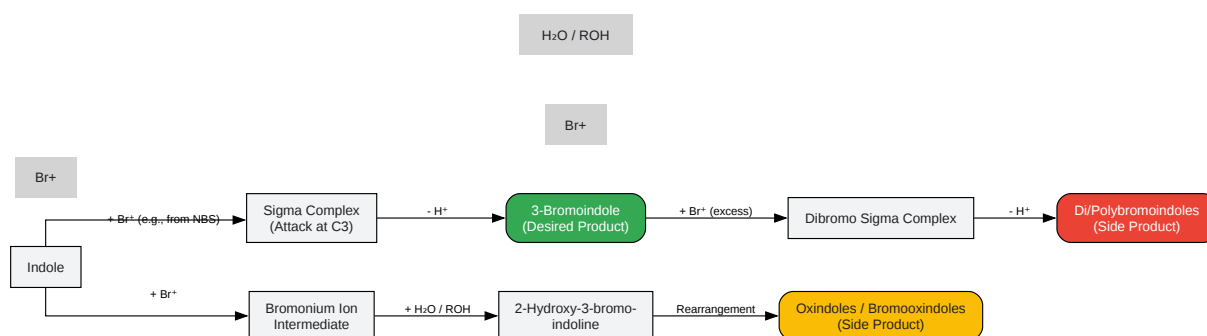 H₂O / ROH
Br+
Br+
+ Br⁺ (e.g., from NBS)
Sigma Complex
(Attack at C3)
- H⁺
3-Bromoindole
(Desired Product)
+ Br⁺ (excess)
Dibromo Sigma Complex
- H⁺
Di/Polybromoindoles
(Side Product)
Indole
+ Br⁺
Bromonium Ion
Intermediate
+ H₂O / ROH
2-Hydroxy-3-bromo-
indoline
Rearrangement
Oxindoles / Bromooxindoles
(Side Product)